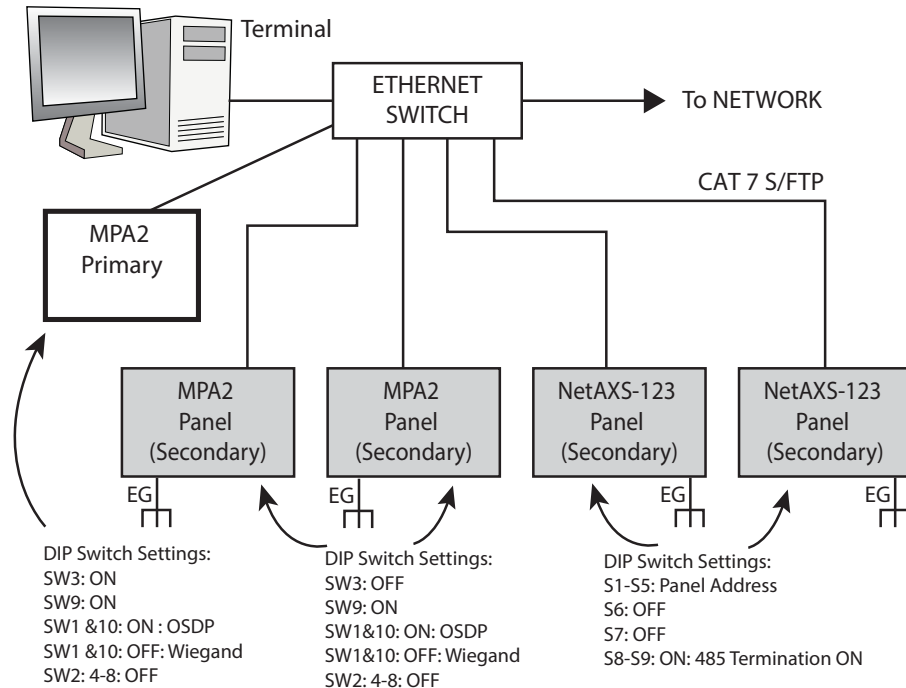 Terminal
ETHERNET
SWITCH
To NETWORK
CAT 7 S/FTP
MPA2
Primary
MPA2
Panel
(Secondary)
MPA2
Panel
(Secondary)
NetAXS-123
Panel
(Secondary)
NetAXS-123
Panel
(Secondary)
EG
EG
EG
EG
DIP Switch Settings:
SW3: ON
SW9: ON
SW1 &10: ON : OSDP
SW1 &10: OFF: Wiegand
SW2: 4-8: OFF
DIP Switch Settings:
SW3: OFF
SW9: ON
SW1&10: ON: OSDP
SW1&10: OFF: Wiegand
SW2: 4-8: OFF
DIP Switch Settings:
S1-S5: Panel Address
S6: OFF
S7: OFF
S8-S9: ON: 485 Termination ON